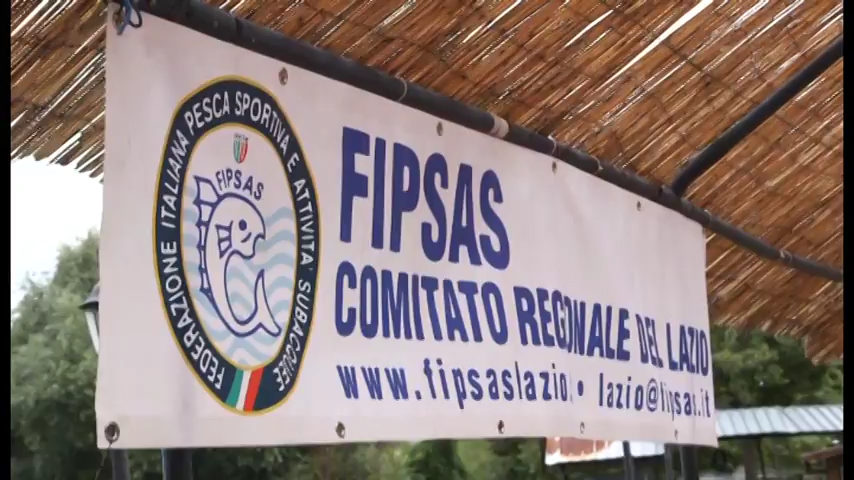 FEDERAZIONE ITALIANA PESCA SPORTIVA E ATTIVITA' SUBACQUEE
FIPSAS
FIPSAS
COMITATO REGIONALE DEL LAZIO
www.fipsaslazio. • lazio@fipsas.it